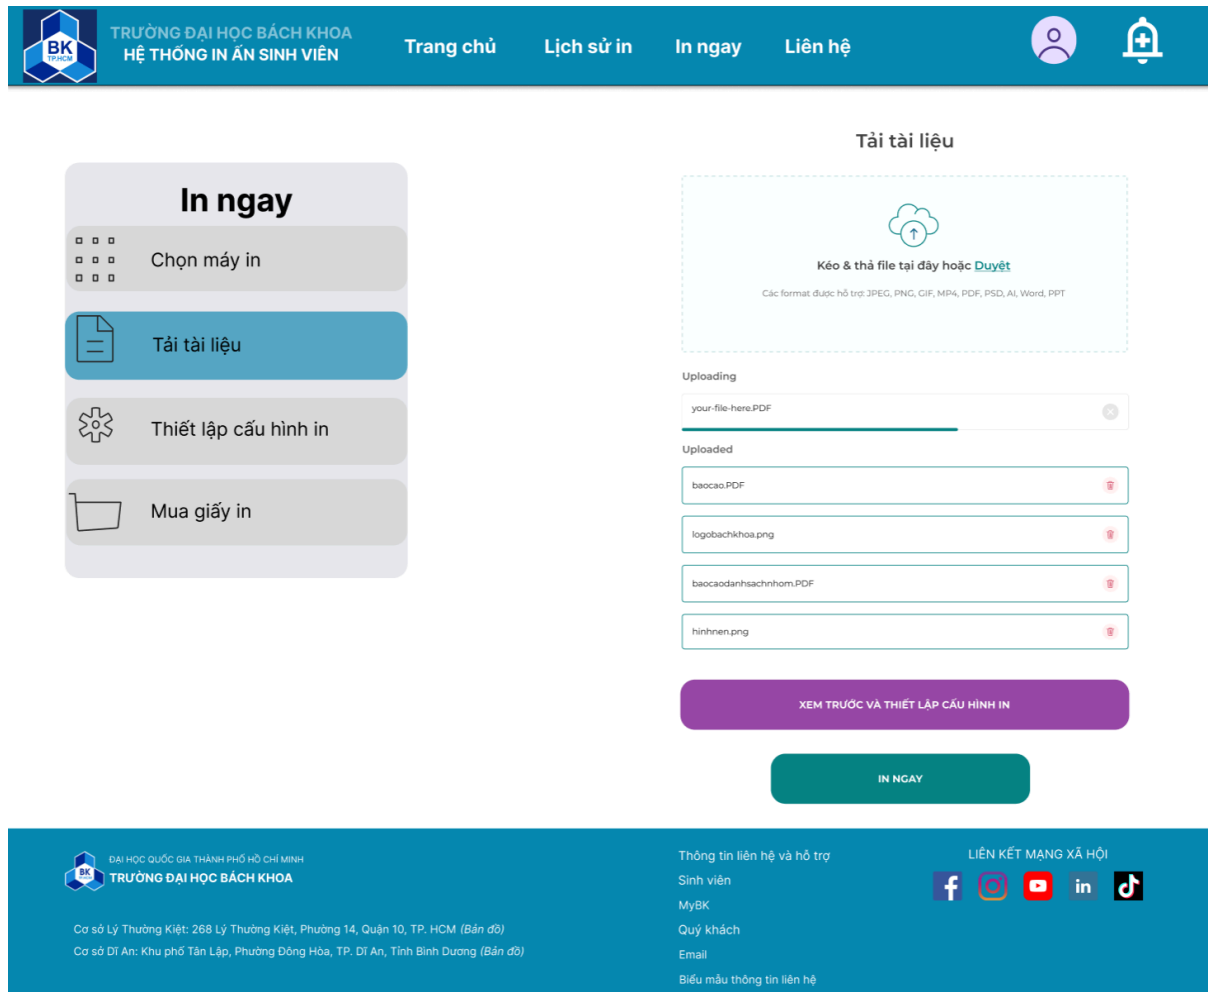 BK
TP.HCM
TRƯỜNG ĐẠI HỌC BÁCH KHOA
HỆ THỐNG IN ẤN SINH VIÊN
Trang chủ
Lịch sử in
In ngay
Liên hệ
In ngay
Chọn máy in
Tải tài liệu
Thiết lập cấu hình in
Mua giấy in
Tải tài liệu
Kéo & thả file tại đây hoặc Duyệt
Các format được hỗ trợ: JPEG, PNG, GIF, MP4, PDF, PSD, AI, Word, PPT
Uploading
your-file-here.PDF
Uploaded
baocao.PDF
logobachkhoa.png
baocaodanhsachnhom.PDF
hinhnen.png
XEM TRƯỚC VÀ THIẾT LẬP CẤU HÌNH IN
IN NGAY
BK
ĐẠI HỌC QUỐC GIA THÀNH PHỐ HỒ CHÍ MINH
TRƯỜNG ĐẠI HỌC BÁCH KHOA
Cơ sở Lý Thường Kiệt: 268 Lý Thường Kiệt, Phường 14, Quận 10, TP. HCM (Bản đồ)
Cơ sở Dĩ An: Khu phố Tân Lập, Phường Đông Hòa, TP. Dĩ An, Tỉnh Bình Dương (Bản đồ)
Thông tin liên hệ và hỗ trợ
Sinh viên
MyBK
Quý khách
Email
Biểu mẫu thông tin liên hệ
LIÊN KẾT MẠNG XÃ HỘI